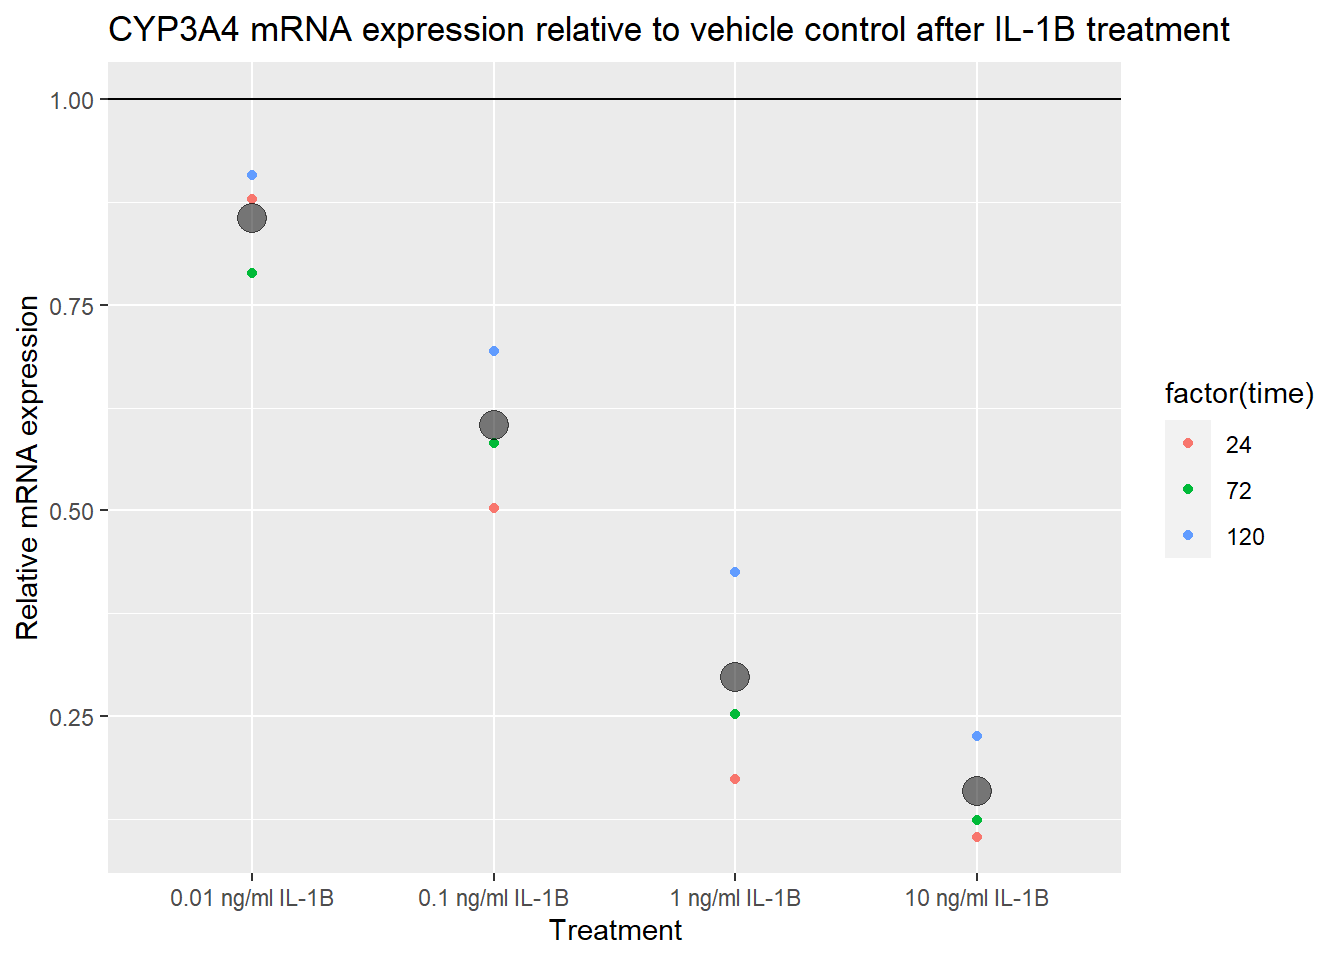 CYP3A4 mRNA expression relative to vehicle control after IL-1B treatment
1.00
0.75
0.50
0.25
Relative mRNA expression
0.01 ng/ml IL-1B
0.1 ng/ml IL-1B
1 ng/ml IL-1B
10 ng/ml IL-1B
Treatment
factor(time)
24
72
120